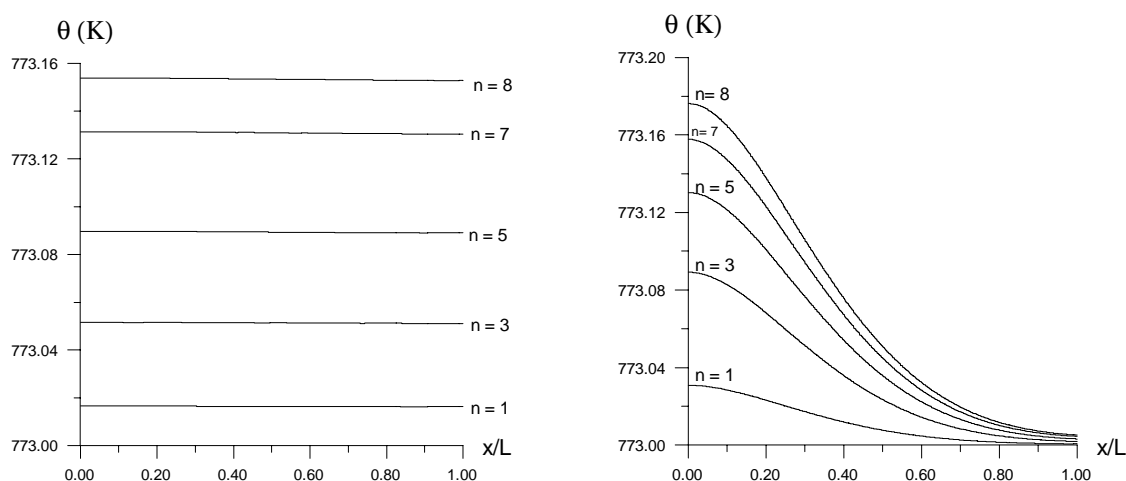 θ (K)
773.16
773.12
773.08
773.04
773.00
n = 8
n = 7
n = 5
n = 3
n = 1
0.00 0.20 0.40 0.60 0.80 1.00
x/L
θ (K)
773.20
773.16
773.12
773.08
773.04
773.00
n= 8
n= 7
n = 5
n = 3
n = 1
0.00 0.20 0.40 0.60 0.80 1.00
x/L